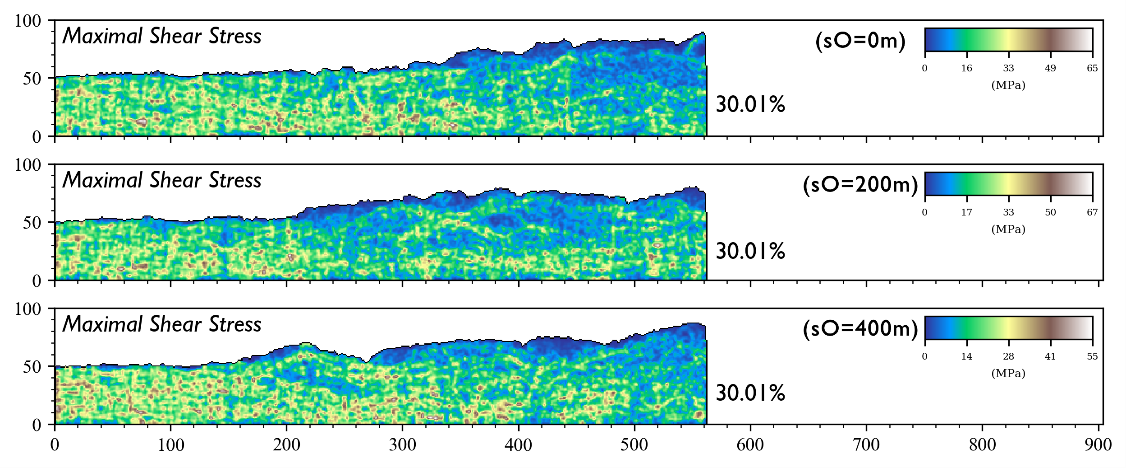 100
Maximal Shear Stress
(sO=0m)
50
0 16 33 49 65
(MPa)
30.01%
0
100
Maximal Shear Stress
(sO=200m)
50
0 17 33 50 67
(MPa)
30.01%
0
100
Maximal Shear Stress
(sO=400m)
50
0 14 28 41 55
(MPa)
30.01%
0
0 100 200 300 400 500 600 700 800 900